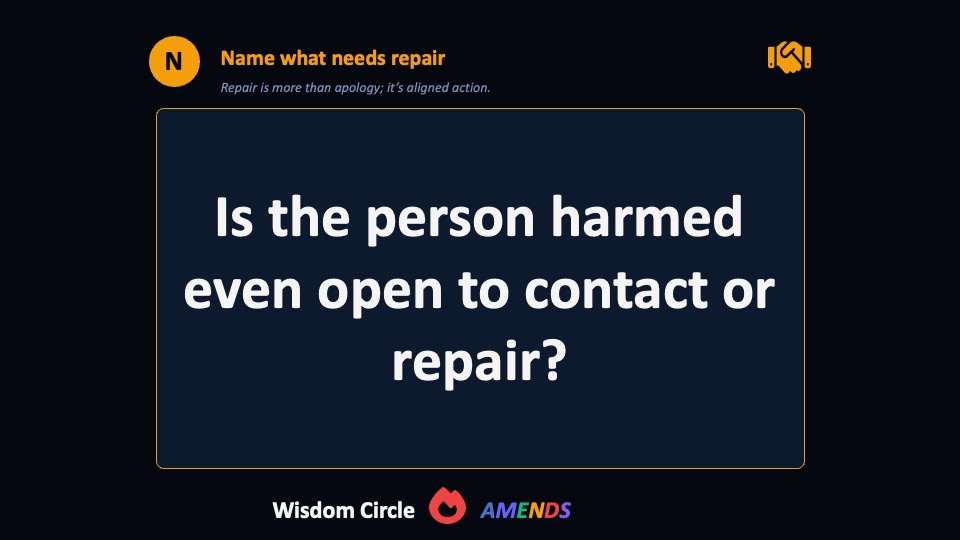 N
Name what needs repair
Repair is more than apology; it's aligned action.
Is the person harmed
even open to contact or
repair?
Wisdom Circle AMENDS